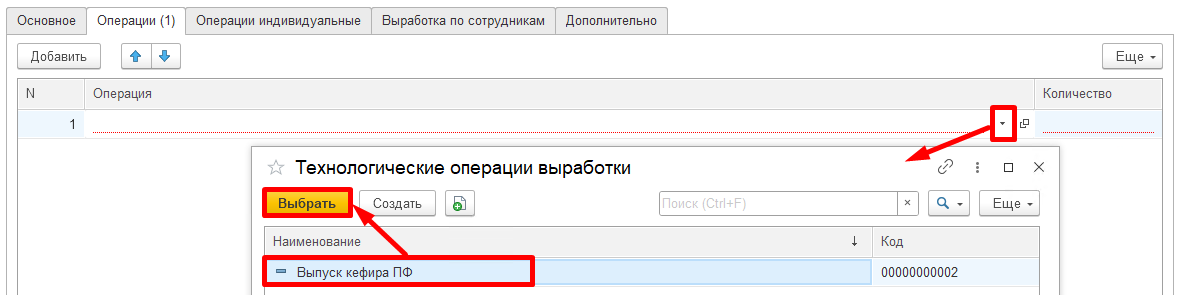 Основное Операции (1) Операции индивидуальные Выработка по сотрудникам Дополнительно
Добавить Еще
N Операция Количество
1
Технологические операции выработки
Выбрать Создать Поиск (Ctrl+F) × Еще
Наименование ↓ Код
Выпуск кефира ПФ 00000000002